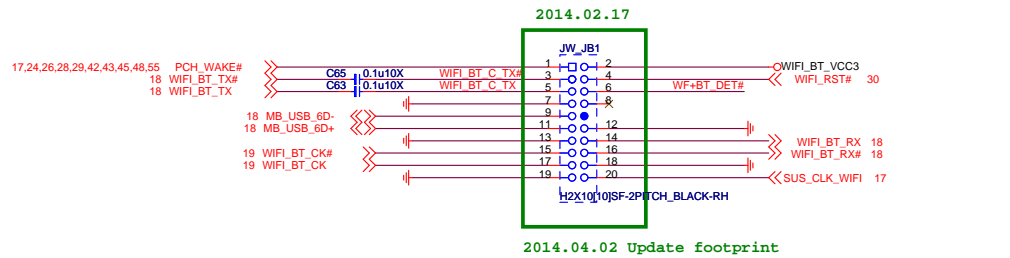 2014.02.17
JW_JB1
17,24,26,28,29,42,43,45,48,55 PCH_WAKE# 1 2 WIFI_BT_VCC3
18 WIFI_BT_TX# C65 0.1u10X WIFI_BT_C_TX# 3 4 WIFI_RST# 30
18 WIFI_BT_TX C63 0.1u10X WIFI_BT_C_TX 5 6 WF+BT_DET#
7 8
18 MB_USB_6D- 9
18 MB_USB_6D+ 11 12
13 14 WIFI_BT_RX 18
19 WIFI_BT_CK# 15 16 WIFI_BT_RX# 18
19 WIFI_BT_CK 17 18
19 20 SUS_CLK_WIFI 17
H2X10[10]SF-2PITCH_BLACK-RH
2014.04.02 Update footprint